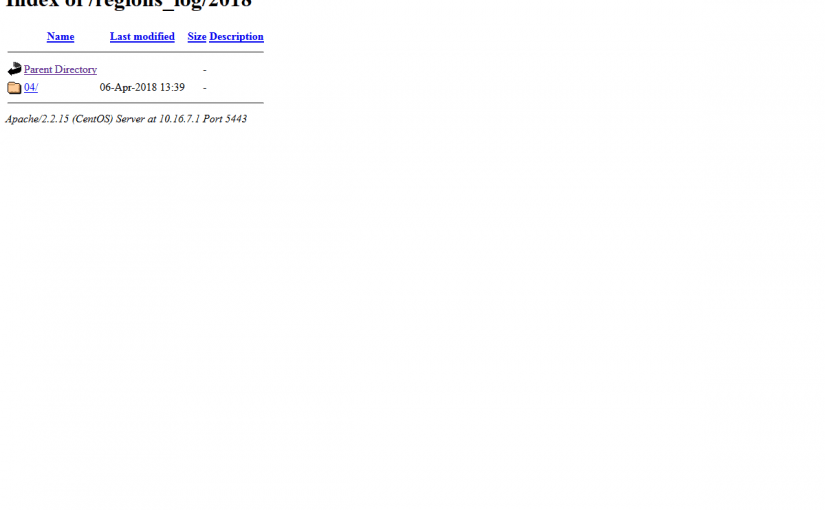 Index of /regions_log/2018
Name Last modified Size Description
Parent Directory -
04/ 06-Apr-2018 13:39 -
Apache/2.2.15 (CentOS) Server at 10.16.7.1 Port 5443